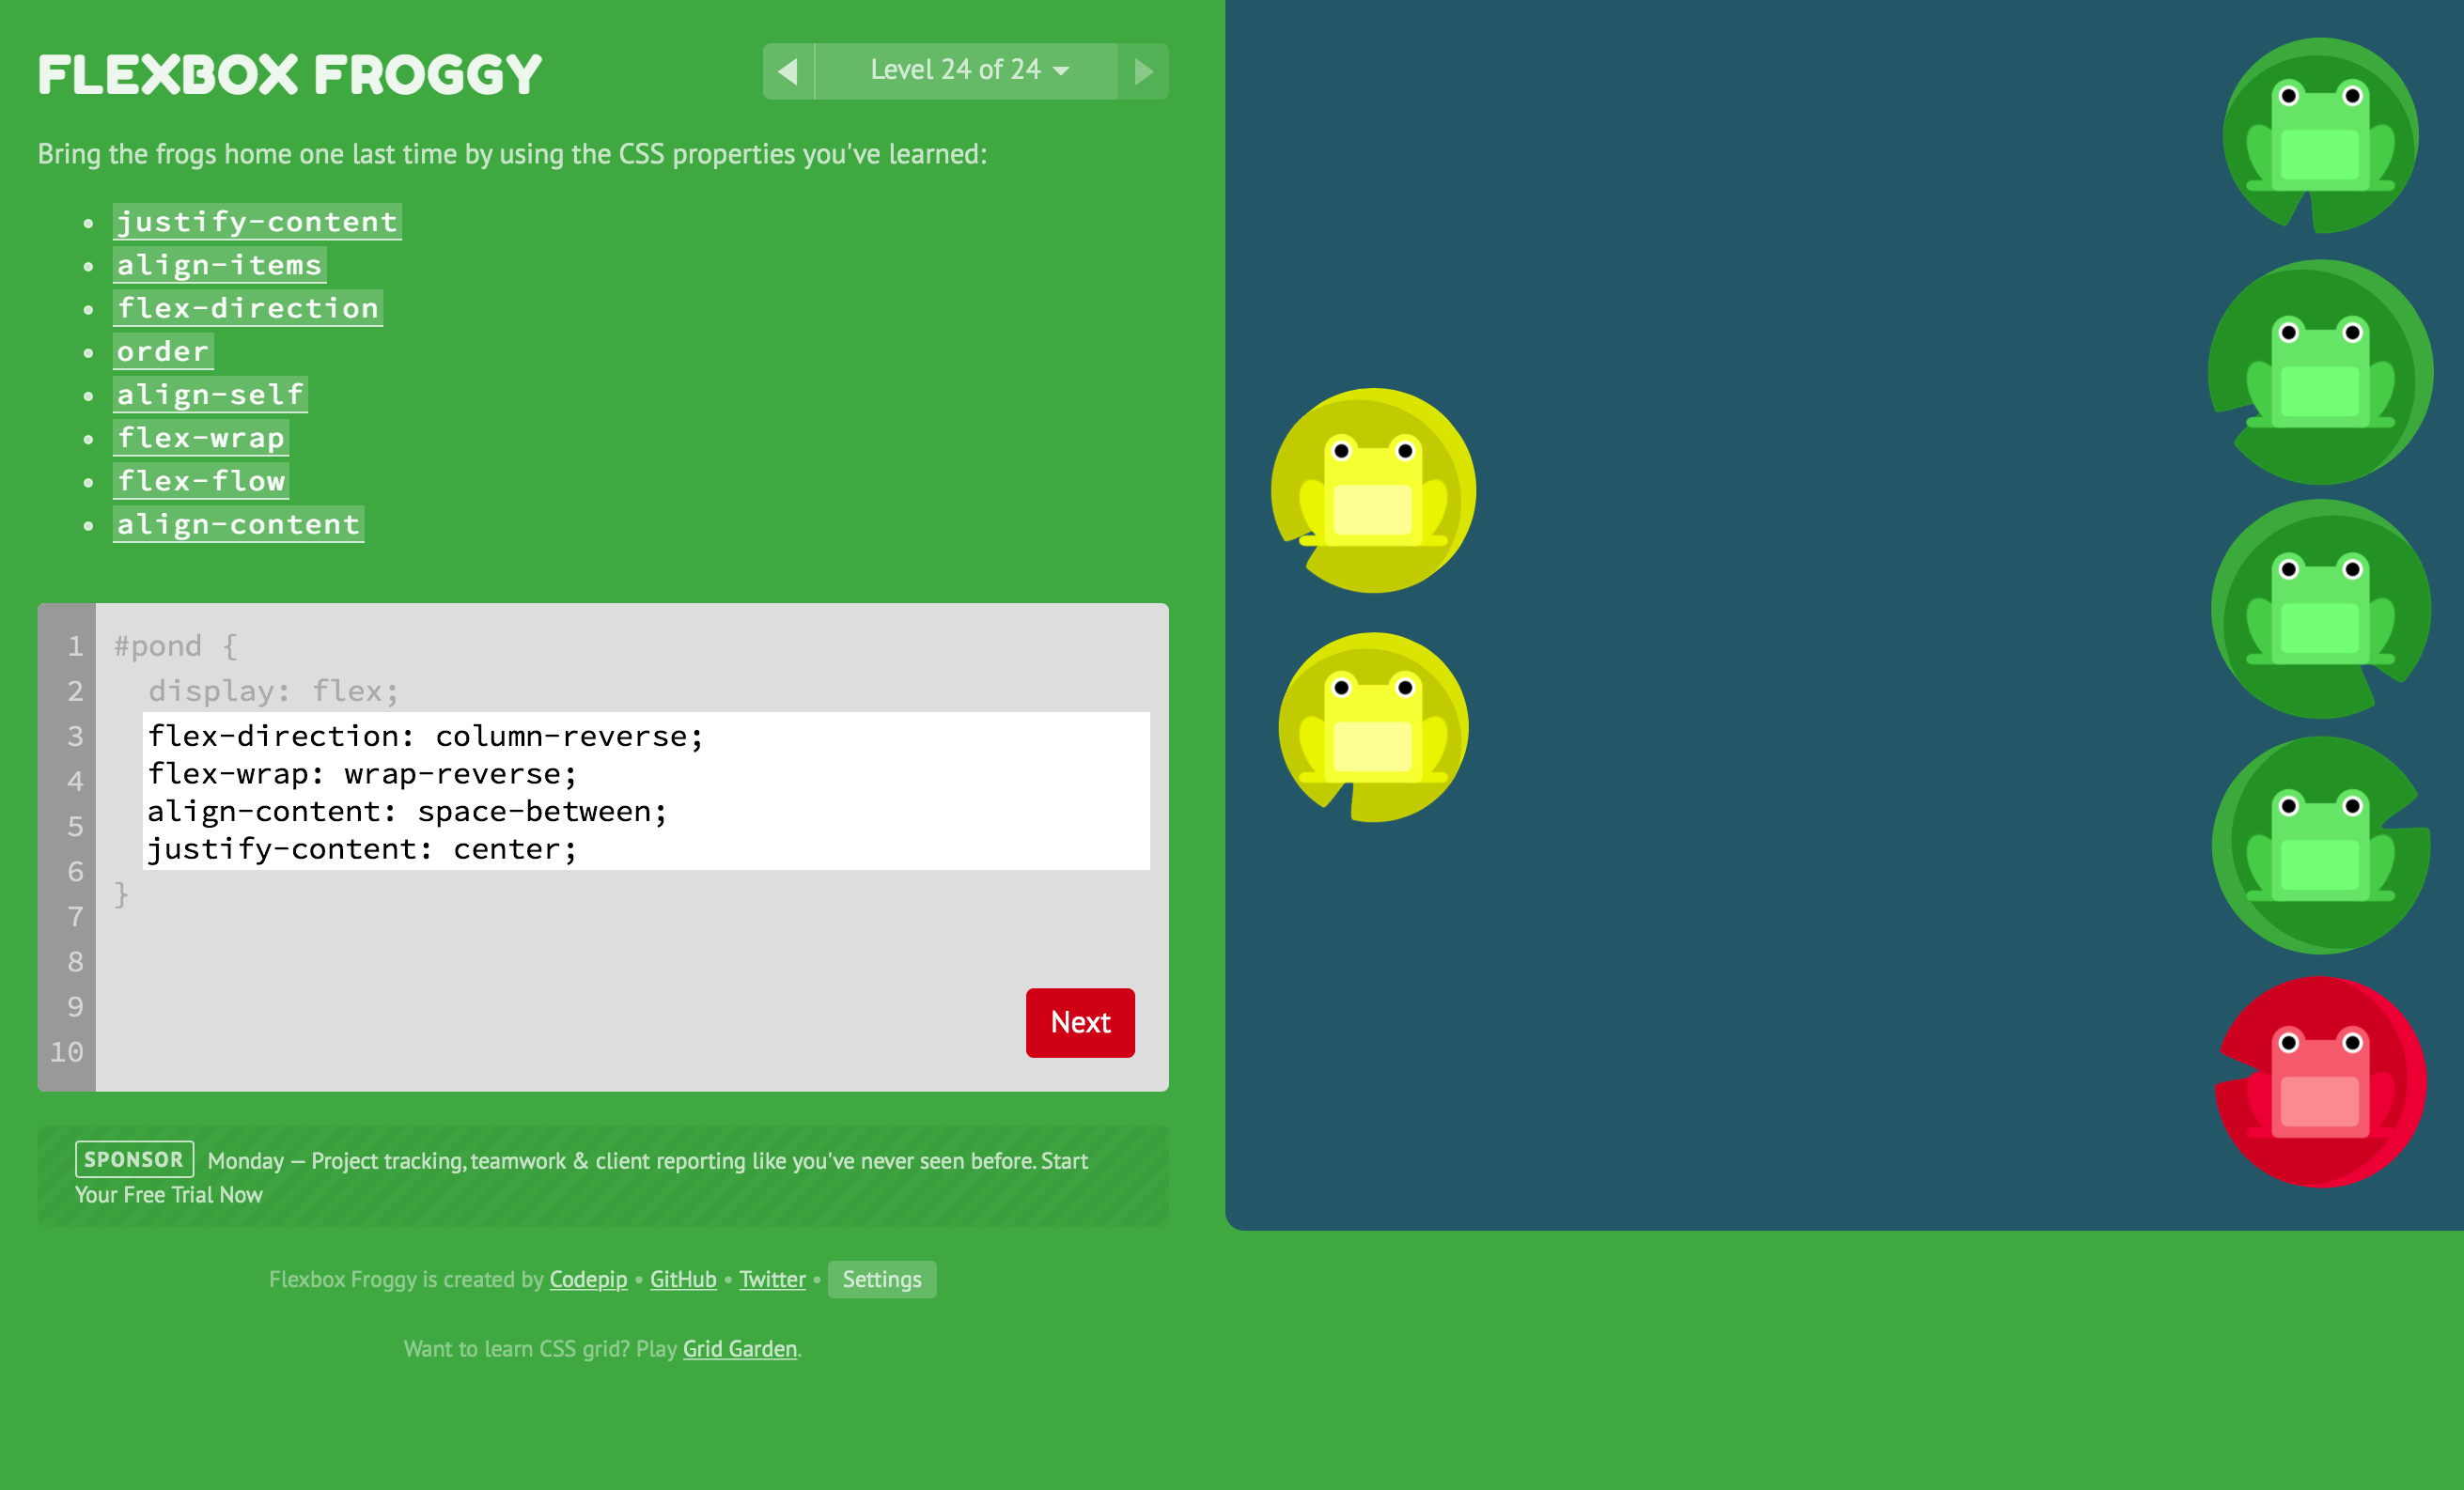 FLEXBOX FROGGY
Level 24 of 24
Bring the frogs home one last time by using the CSS properties you've learned:
justify-content
align-items
flex-direction
order
align-self
flex-wrap
flex-flow
align-content
1 #pond {
2 display: flex;
3 flex-direction: column-reverse;
4 flex-wrap: wrap-reverse;
5 align-content: space-between;
6 justify-content: center;
7 }
8
9
10
Next
SPONSOR Monday — Project tracking, teamwork & client reporting like you've never seen before. Start
Your Free Trial Now
Flexbox Froggy is created by Codepip • GitHub • Twitter • Settings
Want to learn CSS grid? Play Grid Garden.